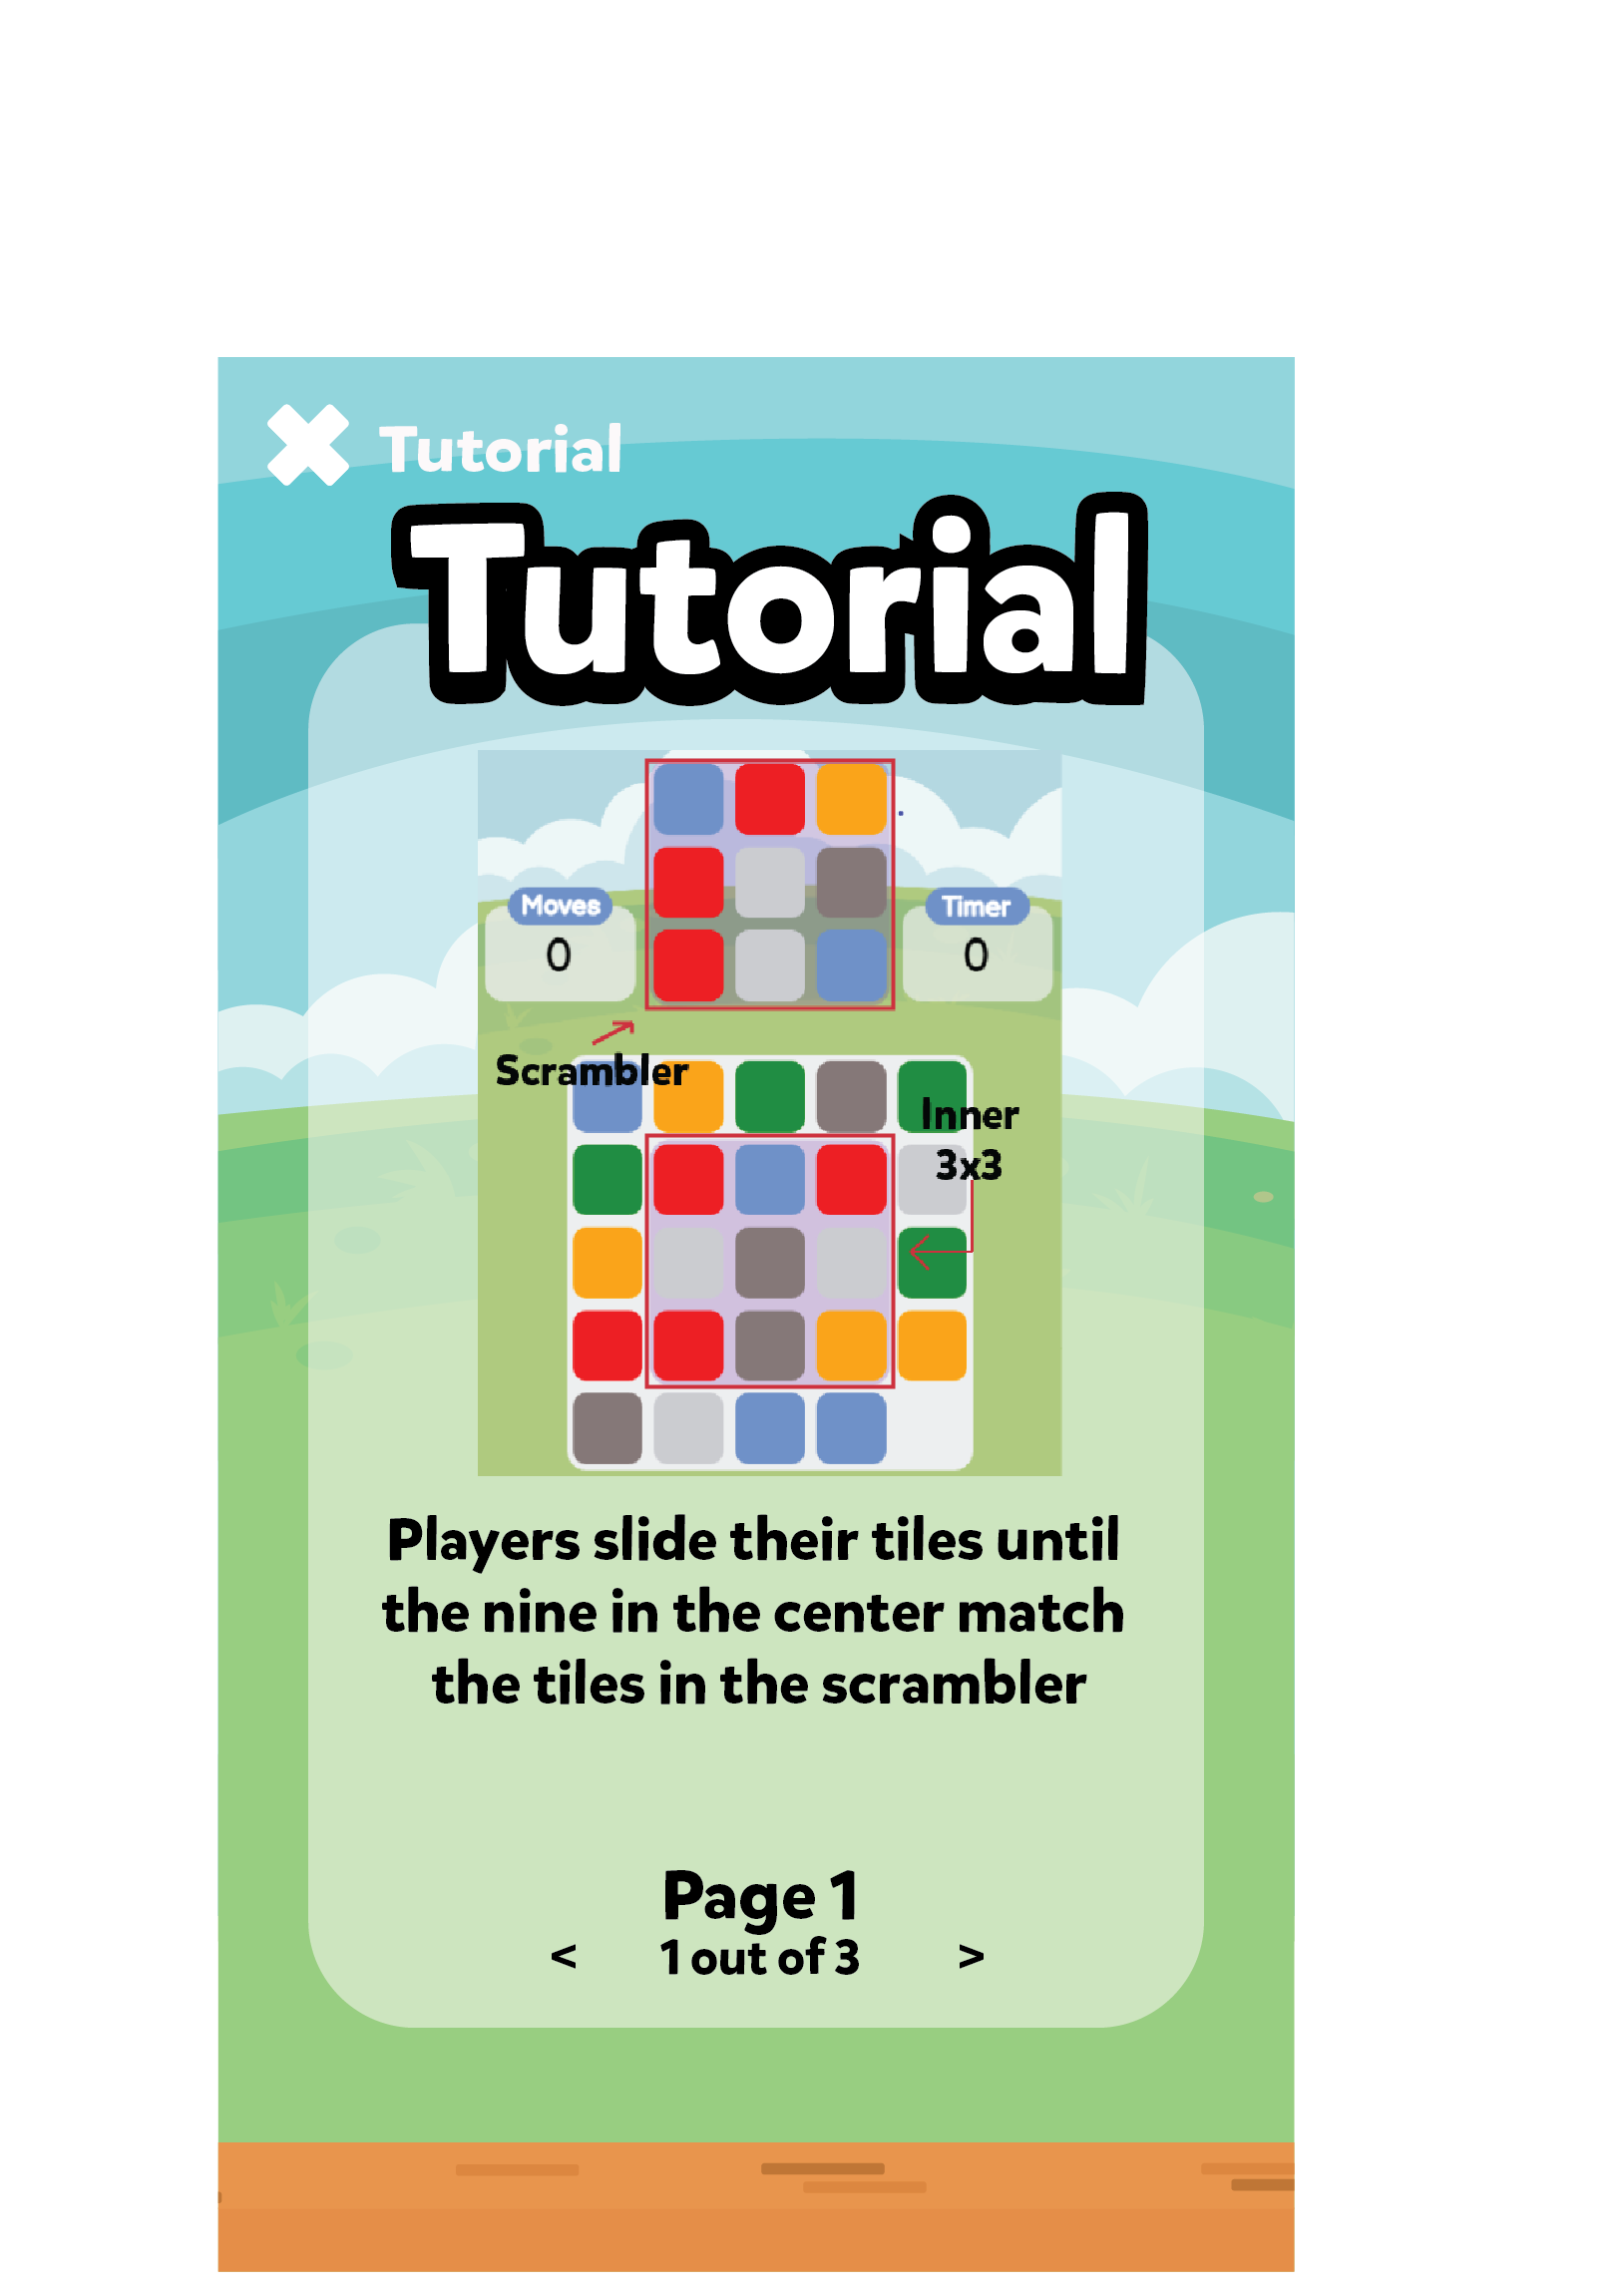 Tutorial
Tutorial
Moves
0
Timer
0
Scrambler
Inner
3x3
Players slide their tiles until
the nine in the center match
the tiles in the scrambler
Page 1
< 1 out of 3 >